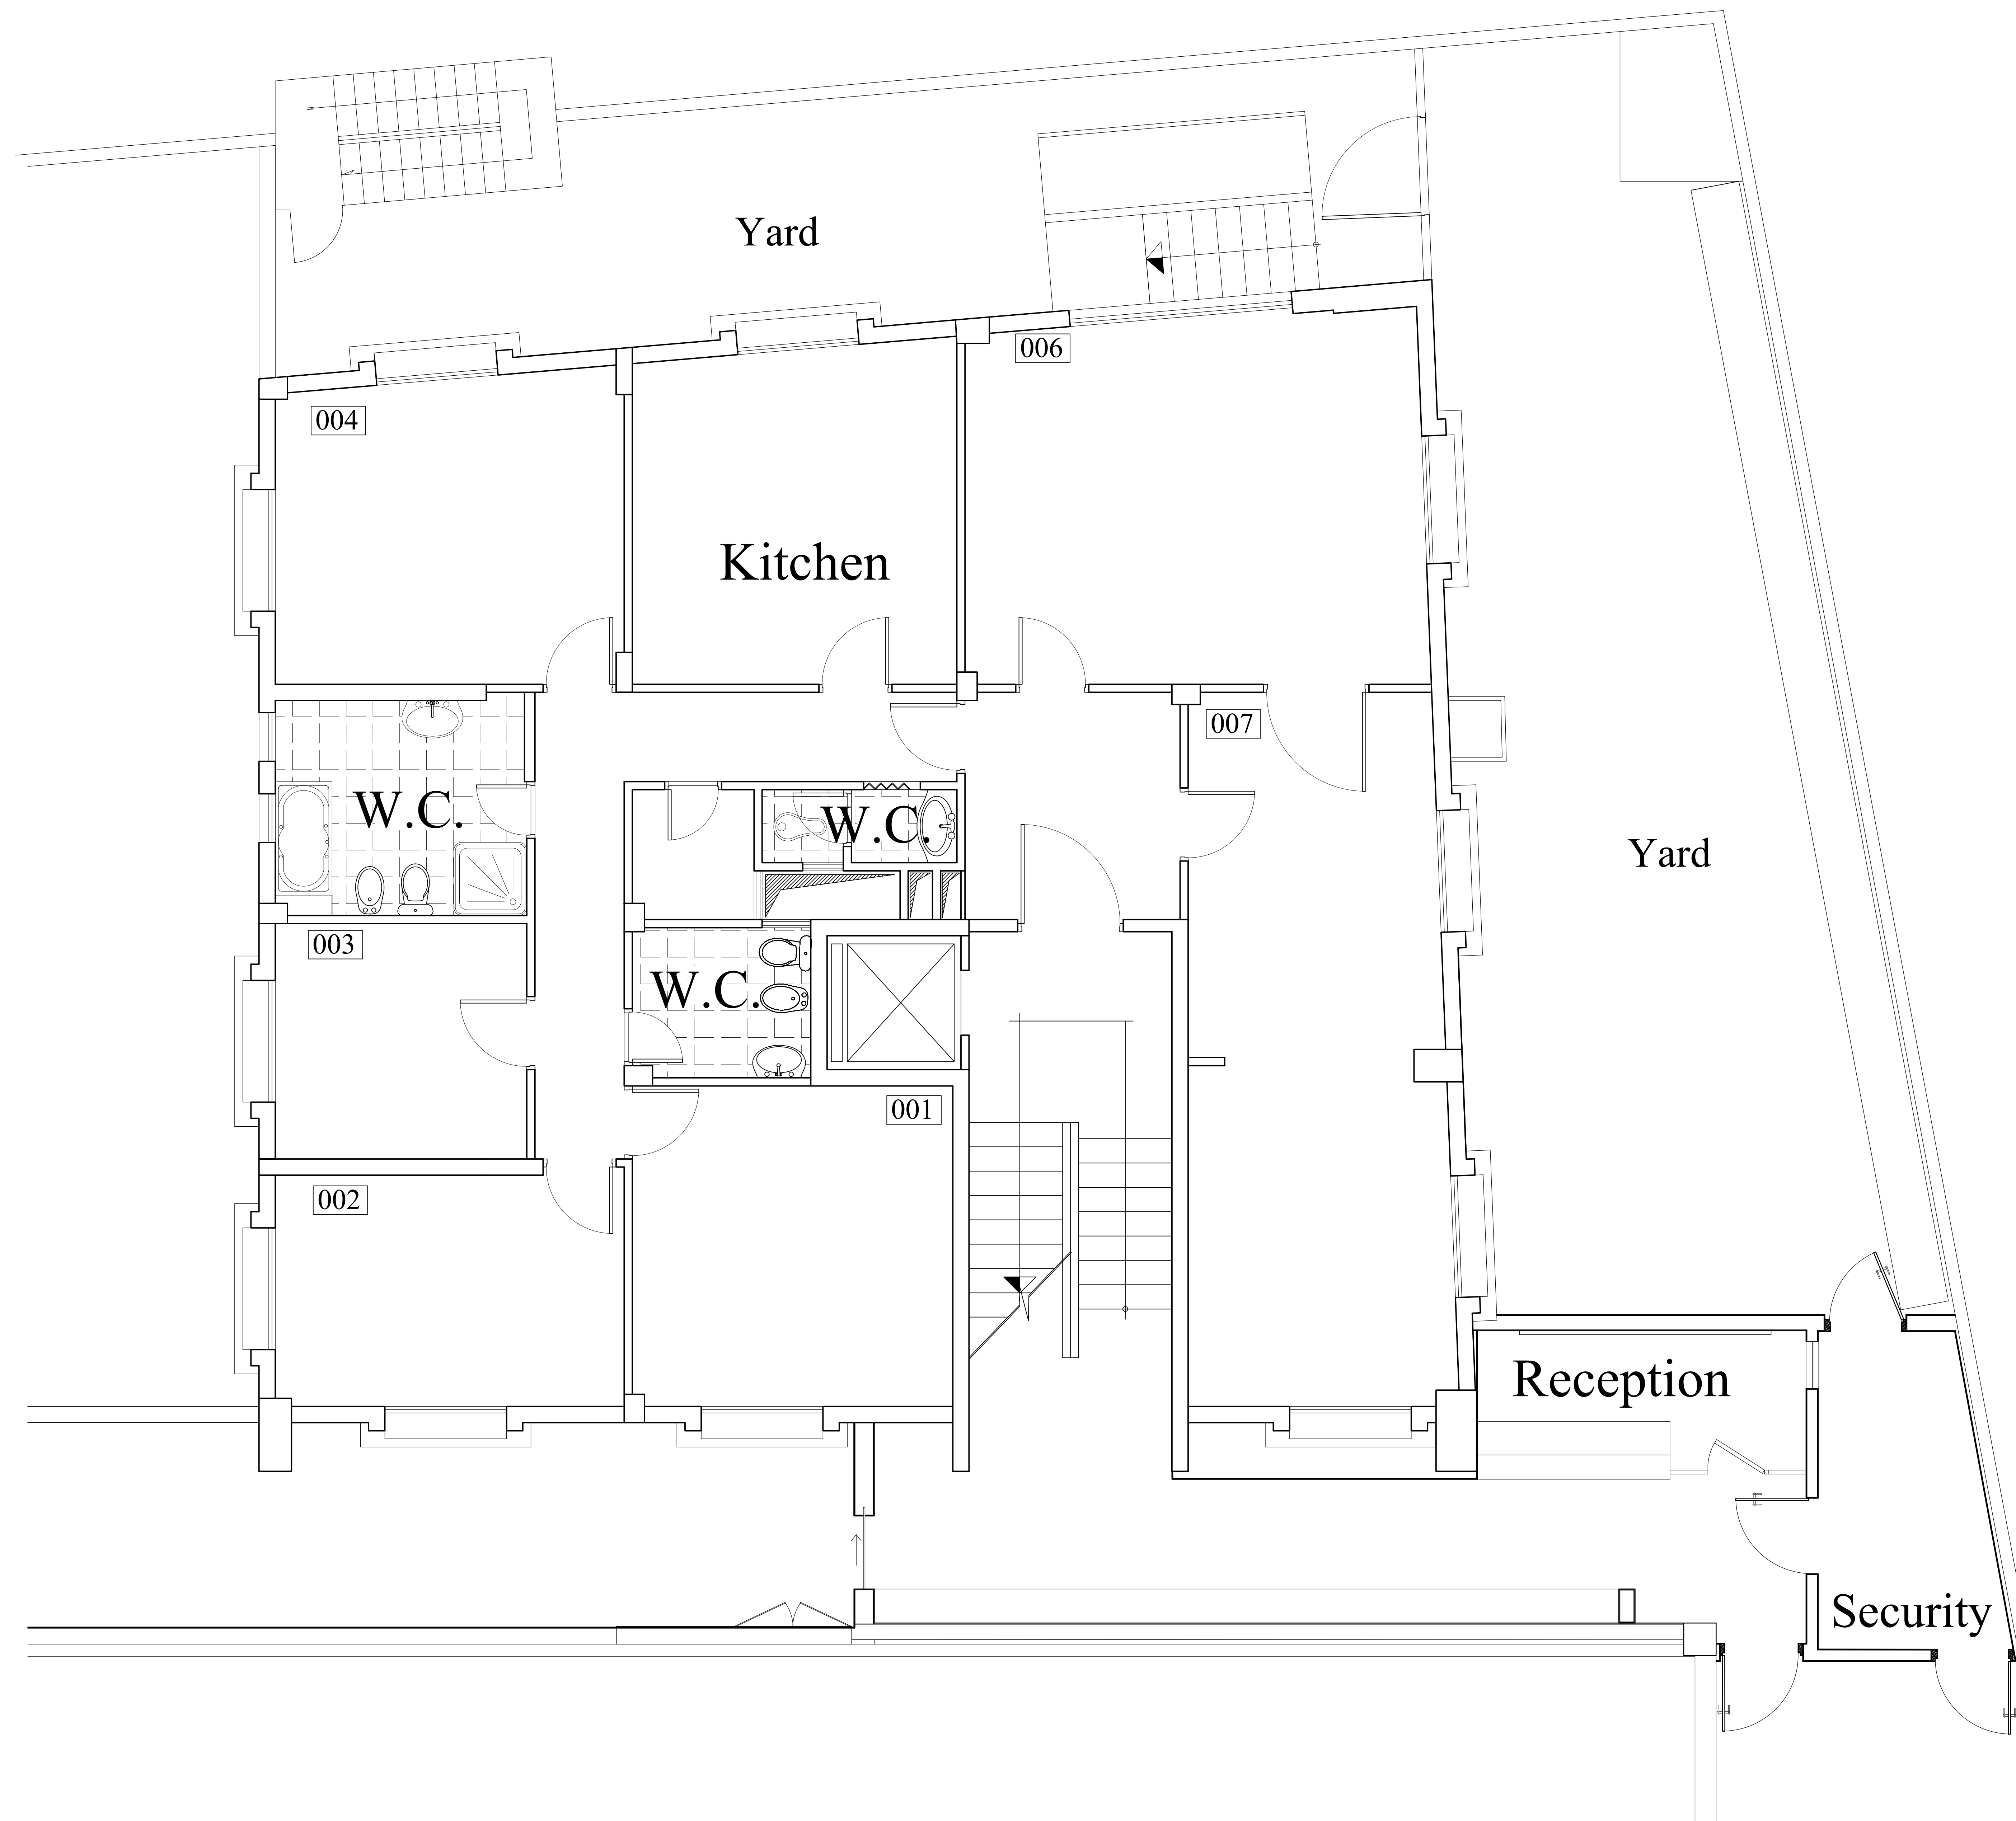 Yard
006
004
Kitchen
007
W.C.
W.C.
Yard
003
W.C.
001
002
Reception
Security